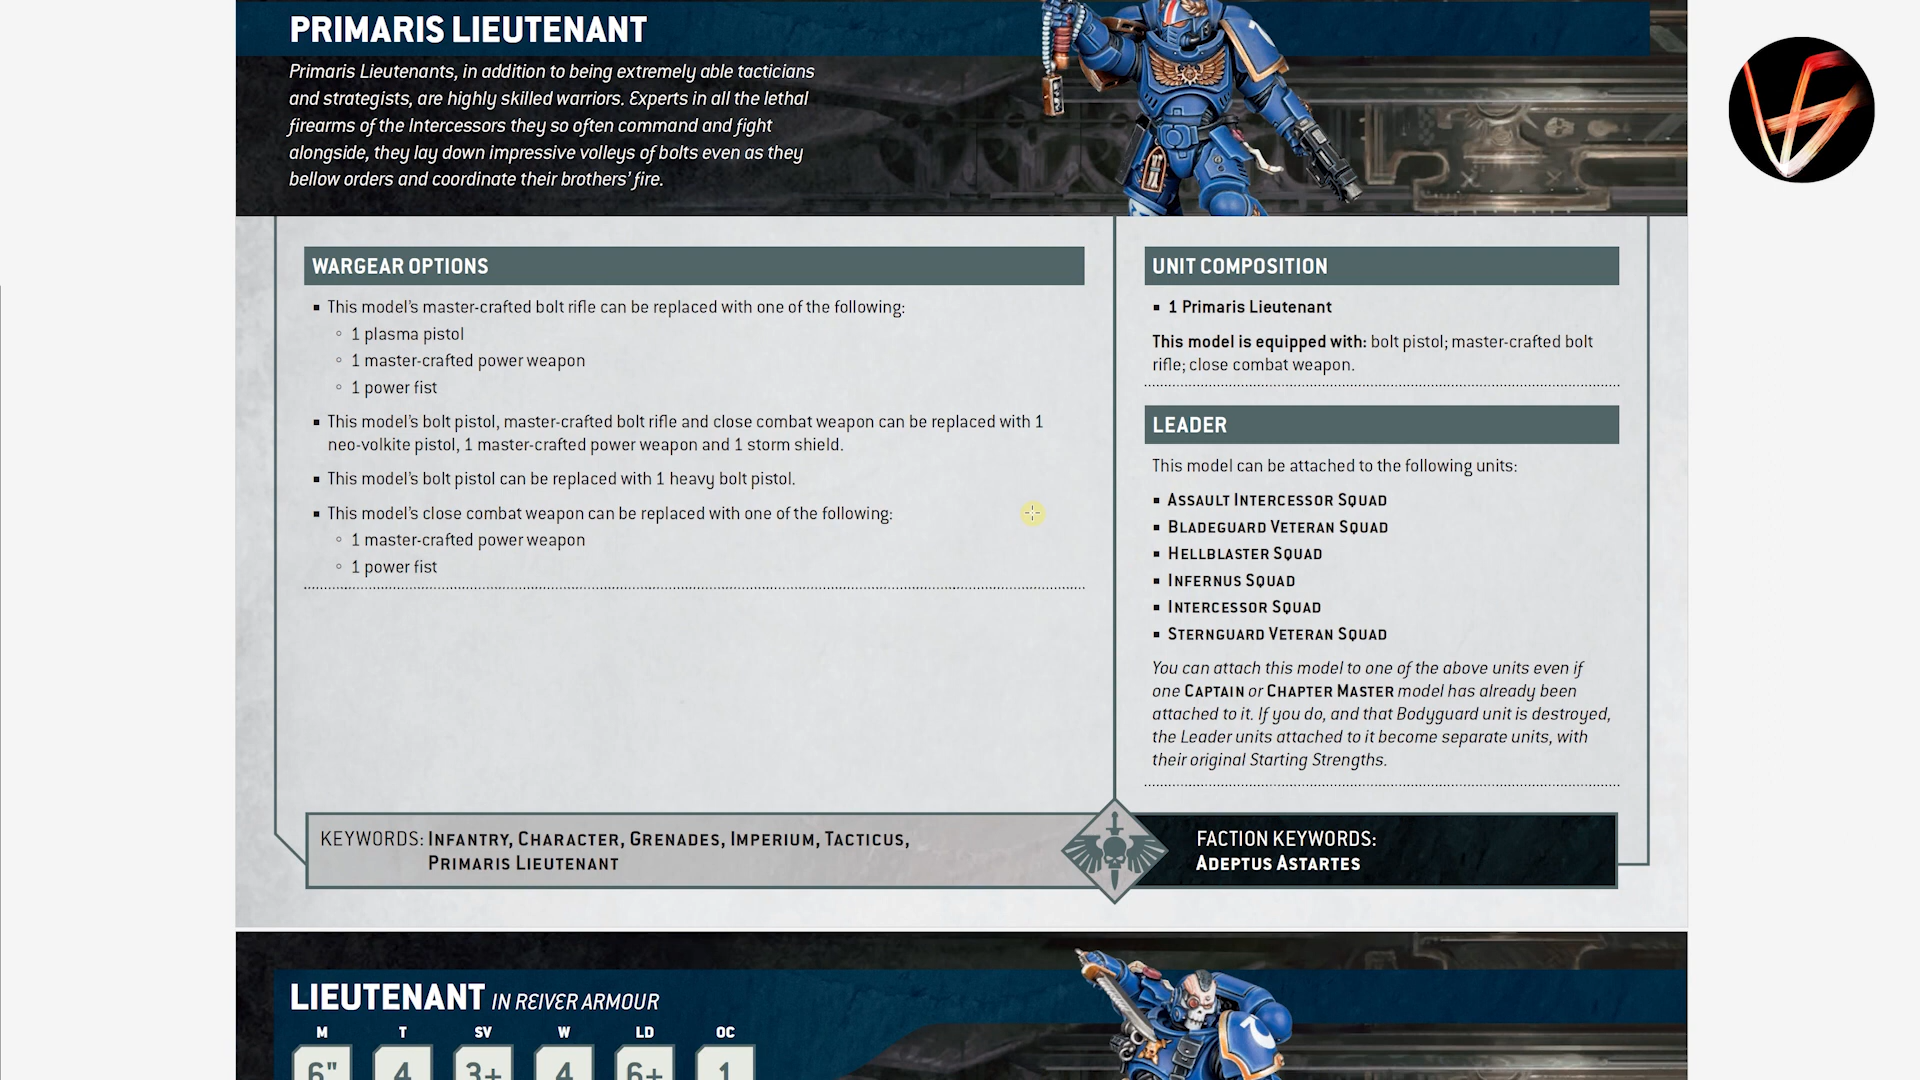 PRIMARIS LIEUTENANT
Primaris Lieutenants, in addition to being extremely able tacticians
and strategists, are highly skilled warriors. Experts in all the lethal
firearms of the Intercessors they so often command and fight
alongside, they lay down impressive volleys of bolts even as they
bellow orders and coordinate their brothers' fire.
WARGEAR OPTIONS
▪ This model's master-crafted bolt rifle can be replaced with one of the following:
◦ 1 plasma pistol
◦ 1 master-crafted power weapon
◦ 1 power fist
▪ This model's bolt pistol, master-crafted bolt rifle and close combat weapon can be replaced with 1
neo-volkite pistol, 1 master-crafted power weapon and 1 storm shield.
▪ This model's bolt pistol can be replaced with 1 heavy bolt pistol.
▪ This model's close combat weapon can be replaced with one of the following:
◦ 1 master-crafted power weapon
◦ 1 power fist
UNIT COMPOSITION
▪ 1 Primaris Lieutenant
This model is equipped with: bolt pistol; master-crafted bolt
rifle; close combat weapon.
LEADER
This model can be attached to the following units:
▪ ASSAULT INTERCESSOR SQUAD
▪ BLADEGUARD VETERAN SQUAD
▪ HELLBLASTER SQUAD
▪ INFERNUS SQUAD
▪ INTERCESSOR SQUAD
▪ STERNGUARD VETERAN SQUAD
You can attach this model to one of the above units even if
one CAPTAIN or CHAPTER MASTER model has already been
attached to it. If you do, and that Bodyguard unit is destroyed,
the Leader units attached to it become separate units, with
their original Starting Strengths.
KEYWORDS: INFANTRY, CHARACTER, GRENADES, IMPERIUM, TACTICUS,
PRIMARIS LIEUTENANT
FACTION KEYWORDS:
ADEPTUS ASTARTES
LIEUTENANT IN REIVER ARMOUR
M T SV W LD OC
6" 4 3+ 4 6+ 1